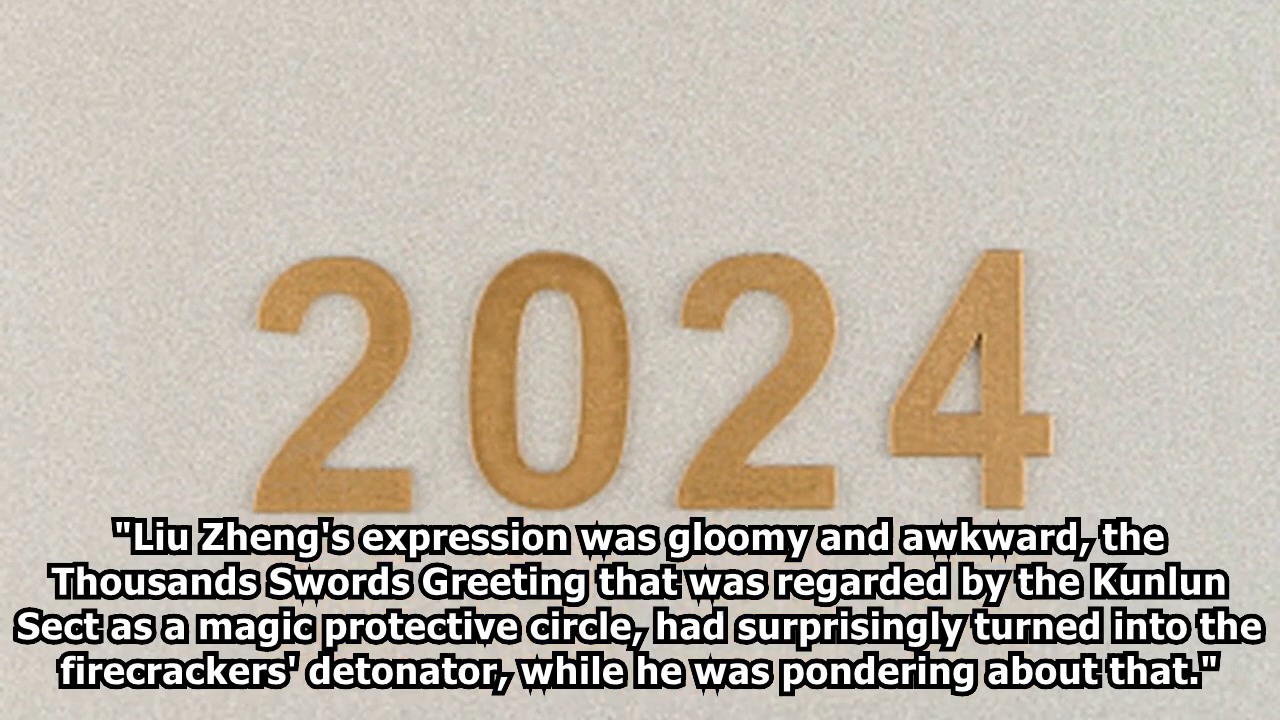 2024
"Liu Zheng's expression was gloomy and awkward, the
Thousands Swords Greeting that was regarded by the Kunlun
Sect as a magic protective circle, had surprisingly turned into the
firecrackers' detonator, while he was pondering about that."